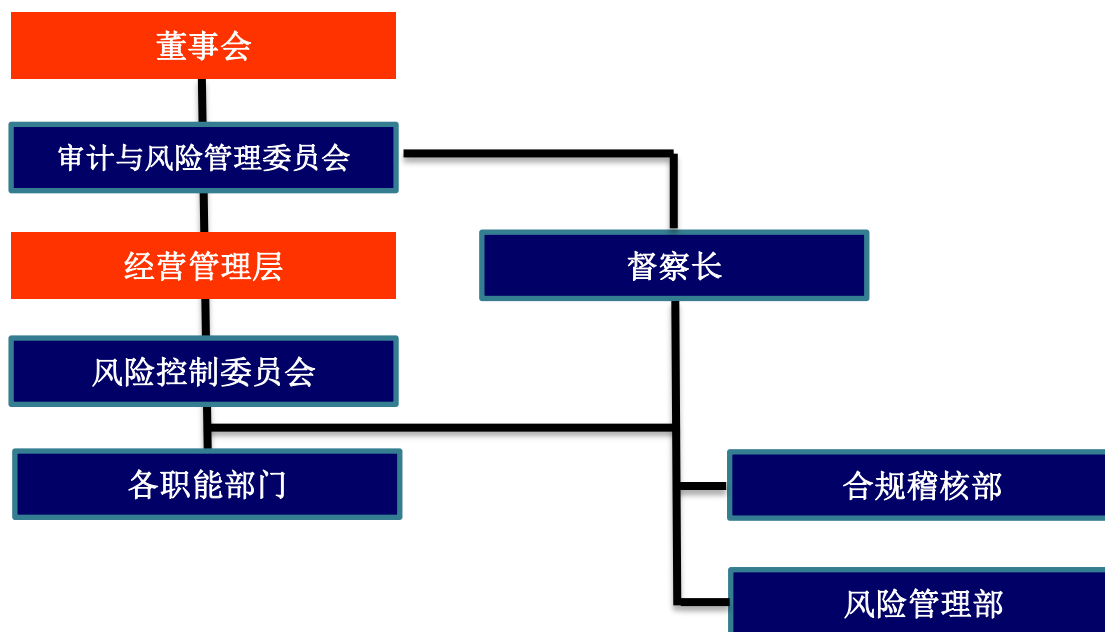 董事会
审计与风险管理委员会
经营管理层
督察长
风险控制委员会
各职能部门
合规稽核部
风险管理部